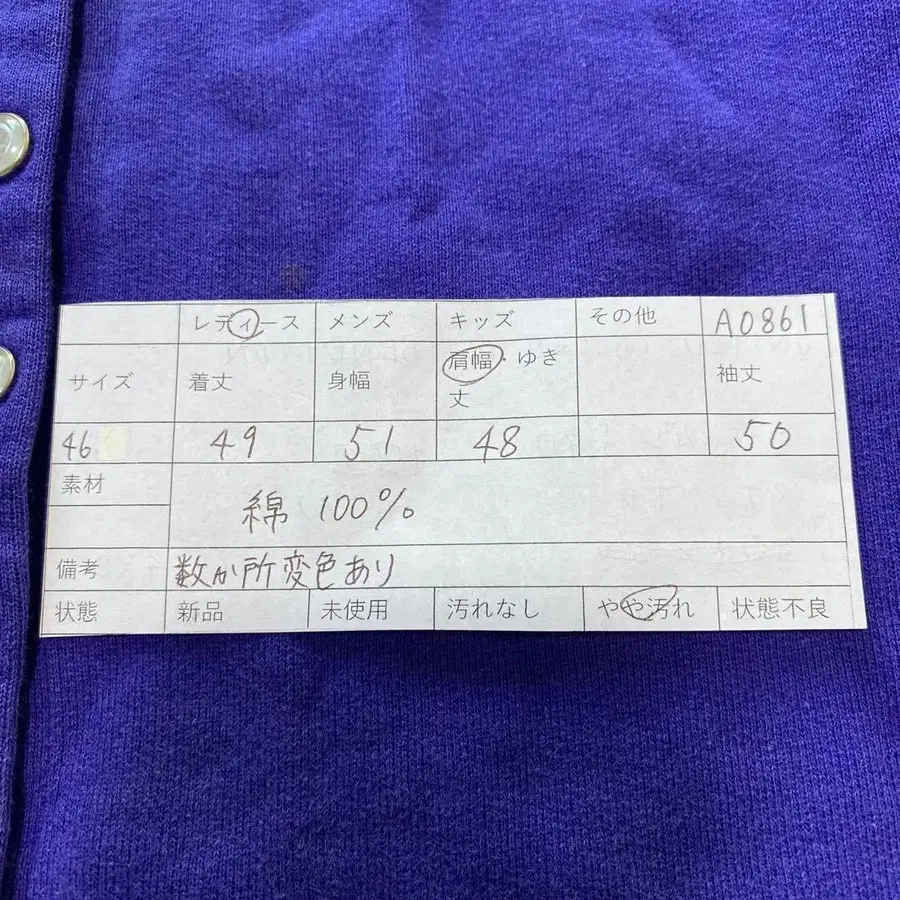 レディース メンズ キッズ その他 A0861
サイズ 着丈 身幅 肩幅・ゆき丈 袖丈
46 49 51 48 50
素材 綿 100%
備考 数か所変色あり
状態 新品 未使用 汚れなし やや汚れ 状態不良